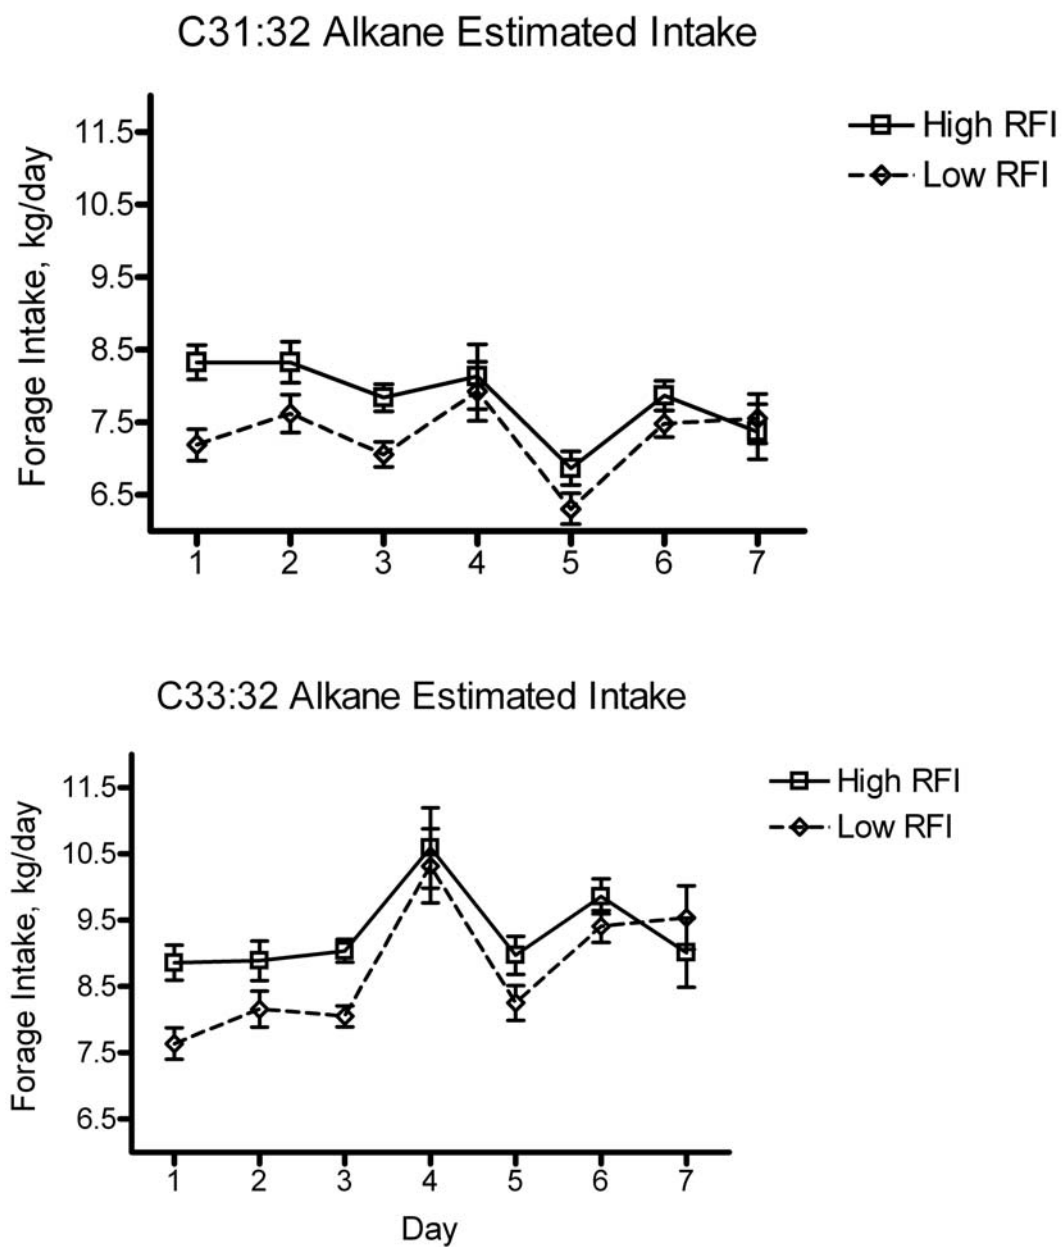 C31:32 Alkane Estimated Intake
Forage Intake, kg/day
11.5
10.5
9.5
8.5
7.5
6.5
1 2 3 4 5 6 7
High RFI
Low RFI
C33:32 Alkane Estimated Intake
Forage Intake, kg/day
11.5
10.5
9.5
8.5
7.5
6.5
1 2 3 4 5 6 7
Day
High RFI
Low RFI